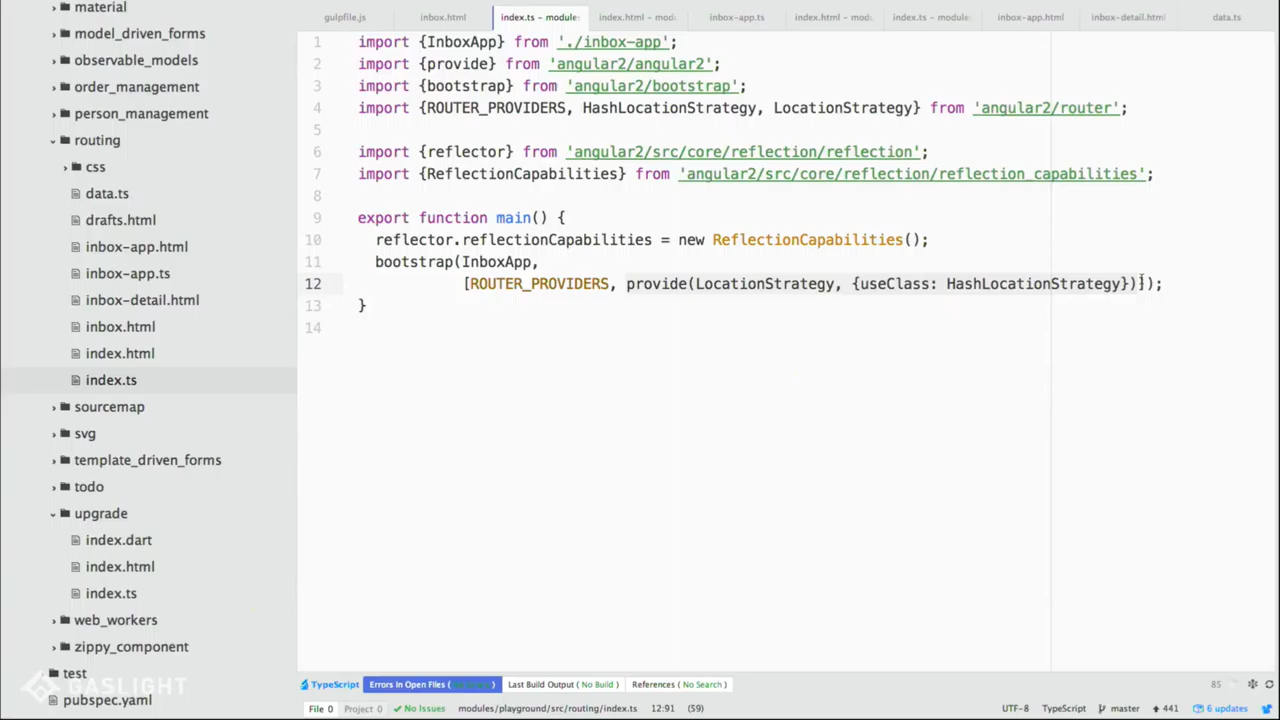 material
model_driven_forms
observable_models
order_management
person_management
routing
css
data.ts
drafts.html
inbox-app.html
inbox-app.ts
inbox-detail.html
inbox.html
index.html
index.ts
sourcemap
svg
template_driven_forms
todo
upgrade
index.dart
index.html
index.ts
web_workers
zippy_component
test
pubspec.yaml
GASLIGHT
gulpfile.js inbox.html index.ts – modules index.html – modu inbox-app.ts index.html – modu index.ts – modules inbox-app.html inbox-detail.html data.ts
1 import {InboxApp} from './inbox-app';
2 import {provide} from 'angular2/angular2';
3 import {bootstrap} from 'angular2/bootstrap';
4 import {ROUTER_PROVIDERS, HashLocationStrategy, LocationStrategy} from 'angular2/router';
5
6 import {reflector} from 'angular2/src/core/reflection/reflection';
7 import {ReflectionCapabilities} from 'angular2/src/core/reflection/reflection_capabilities';
8
9 export function main() {
10 reflector.reflectionCapabilities = new ReflectionCapabilities();
11 bootstrap(InboxApp,
12 [ROUTER_PROVIDERS, provide(LocationStrategy, {useClass: HashLocationStrategy})]);
13 }
14
TypeScript Errors In Open Files ( ) Last Build Output ( No Build ) References ( No Search ) 85
File 0 Project 0 No Issues modules/playground/src/routing/index.ts 12:91 (59) UTF-8 TypeScript master 441 6 updates